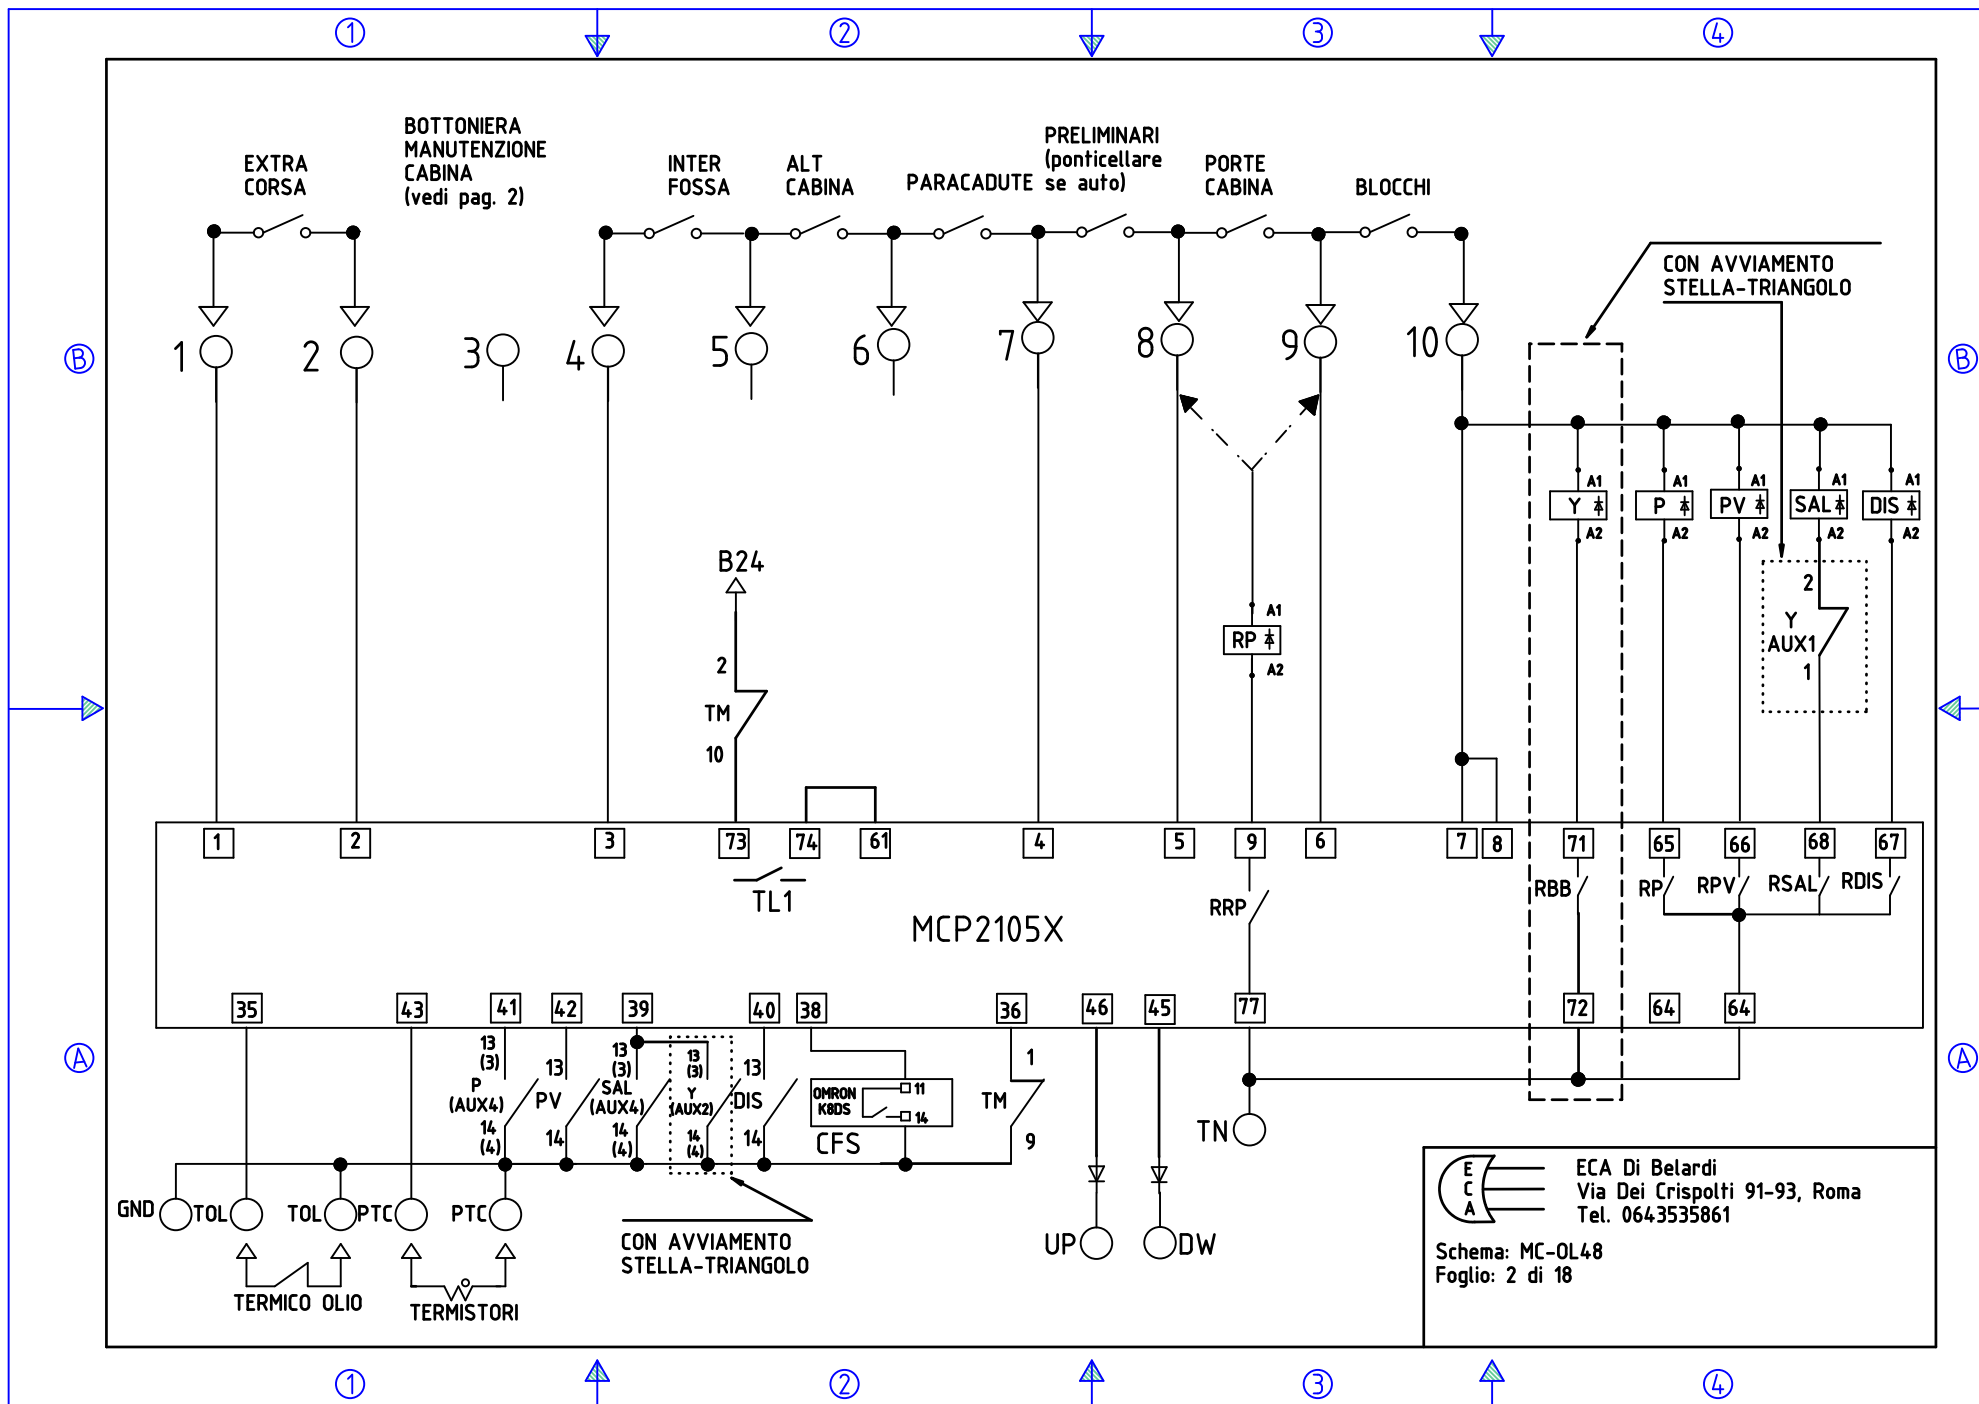 1
2
3
4
EXTRA
CORSA
BOTTONIERA
MANUTENZIONE
CABINA
(vedi pag. 2)
INTER
FOSSA
ALT
CABINA
PARACADUTE
PRELIMINARI
(ponticellare
se auto)
PORTE
CABINA
BLOCCHI
CON AVVIAMENTO
STELLA-TRIANGOLO
B
1
2
3
4
5
6
7
8
9
10
B
A1
A1
A1
A1
A1
Y
P
PV
SAL
DIS
A2
A2
A2
A2
A2
B24
2
TM
10
A1
RP
A2
2
Y
AUX1
1
1
2
3
73
74
61
4
5
9
6
7
8
71
65
66
68
67
TL1
MCP2105X
RRP
RBB
RP
RPV
RSAL
RDIS
35
43
41
42
39
40
38
36
46
45
77
72
64
64
A
A
13
(3)
P
(AUX4)
14
(4)
13
PV
14
13
(3)
SAL
(AUX4)
14
(4)
13
(3)
Y
(AUX2)
14
(4)
13
DIS
14
OMRON
K8DS
11
14
CFS
1
TM
9
TN
GND
TOL
TOL
PTC
PTC
UP
DW
TERMICO OLIO
TERMISTORI
CON AVVIAMENTO
STELLA-TRIANGOLO
E
C
A
ECA Di Belardi
Via Dei Crispolti 91-93, Roma
Tel. 0643535861
Schema: MC-OL48
Foglio: 2 di 18
1
2
3
4